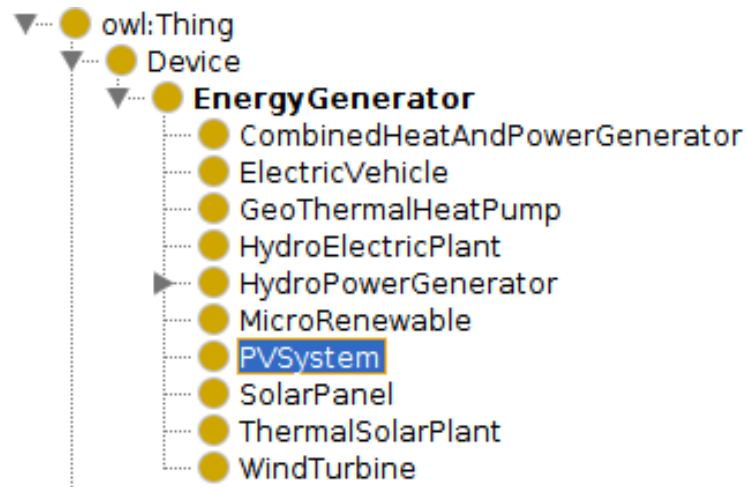 owl:Thing
Device
EnergyGenerator
CombinedHeatAndPowerGenerator
ElectricVehicle
GeoThermalHeatPump
HydroElectricPlant
HydroPowerGenerator
MicroRenewable
PVSystem
SolarPanel
ThermalSolarPlant
WindTurbine